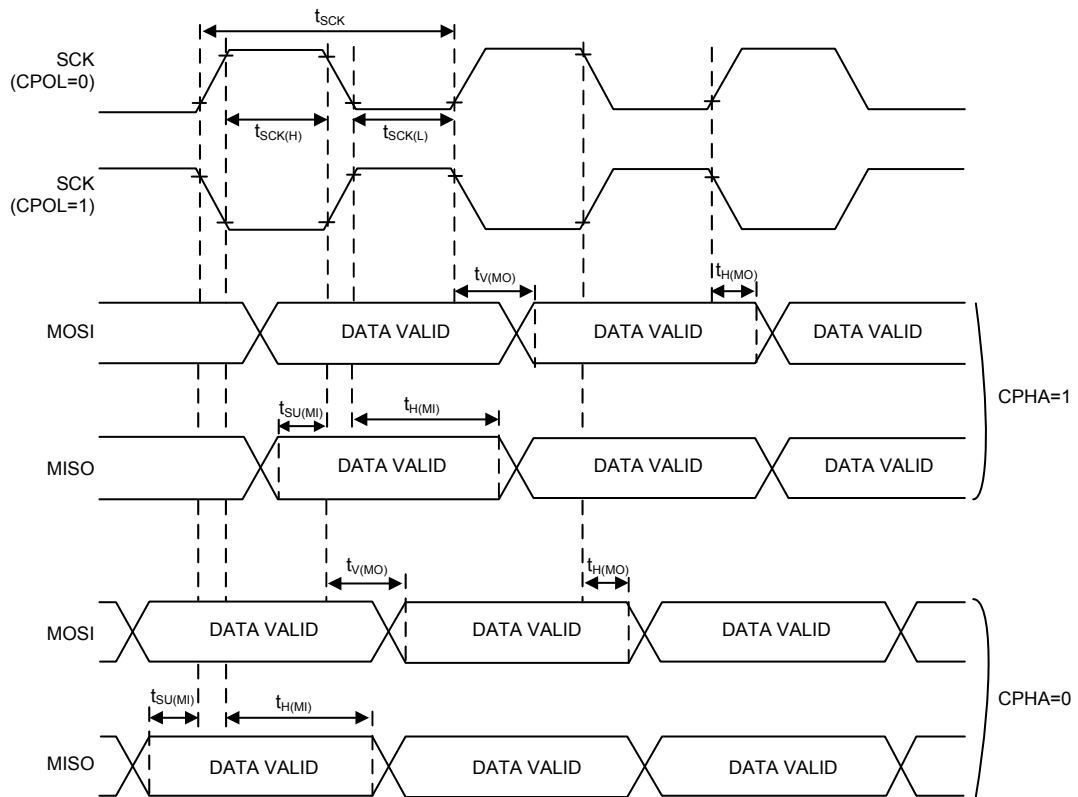 tSCK
SCK
(CPOL=0)
tSCK(H) tSCK(L)
SCK
(CPOL=1)
tV(MO) tH(MO)
MOSI DATA VALID DATA VALID DATA VALID
CPHA=1
tSU(MI) tH(MI)
MISO DATA VALID DATA VALID DATA VALID
tV(MO) tH(MO)
MOSI DATA VALID DATA VALID DATA VALID
CPHA=0
tSU(MI) tH(MI)
MISO DATA VALID DATA VALID DATA VALID